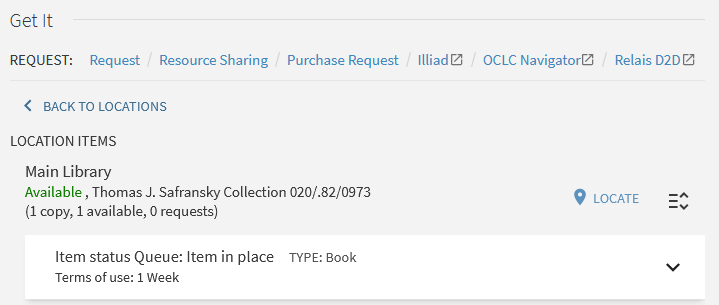 Get It
REQUEST: Request / Resource Sharing / Purchase Request / Illiad / OCLC Navigator / Relais D2D
BACK TO LOCATIONS
LOCATION ITEMS
Main Library
Available , Thomas J. Safransky Collection 020/.82/0973
(1 copy, 1 available, 0 requests)
LOCATE
Item status Queue: Item in place TYPE: Book
Terms of use: 1 Week